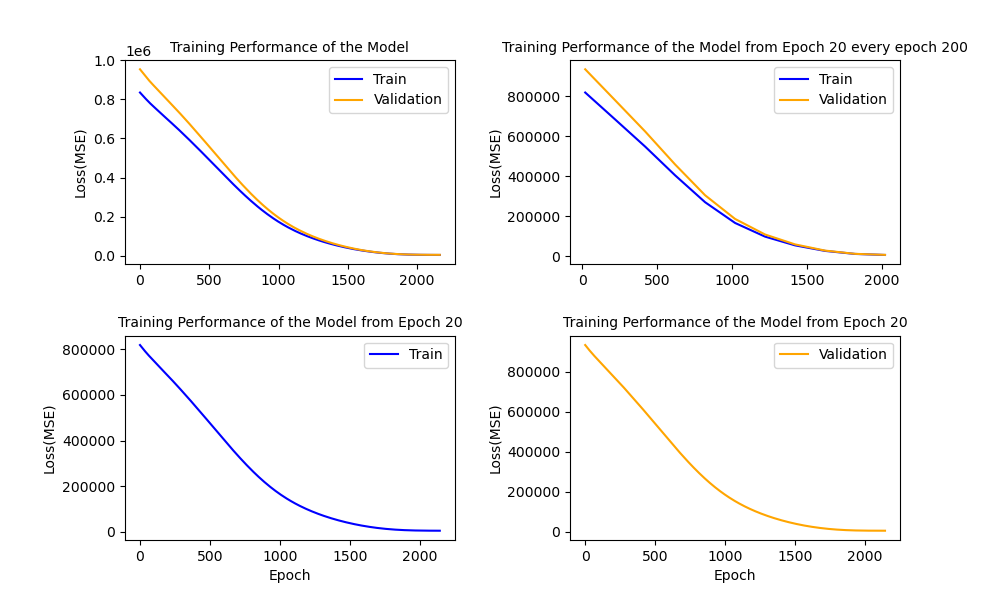 Training Performance of the Model
1e6
Loss(MSE)
1.0
0.8
0.6
0.4
0.2
0.0
0 500 1000 1500 2000
Train
Validation
Training Performance of the Model from Epoch 20 every epoch 200
Loss(MSE)
800000
600000
400000
200000
0
0 500 1000 1500 2000
Train
Validation
Training Performance of the Model from Epoch 20
Loss(MSE)
800000
600000
400000
200000
0
0 500 1000 1500 2000
Epoch
Train
Training Performance of the Model from Epoch 20
Loss(MSE)
800000
600000
400000
200000
0
0 500 1000 1500 2000
Epoch
Validation